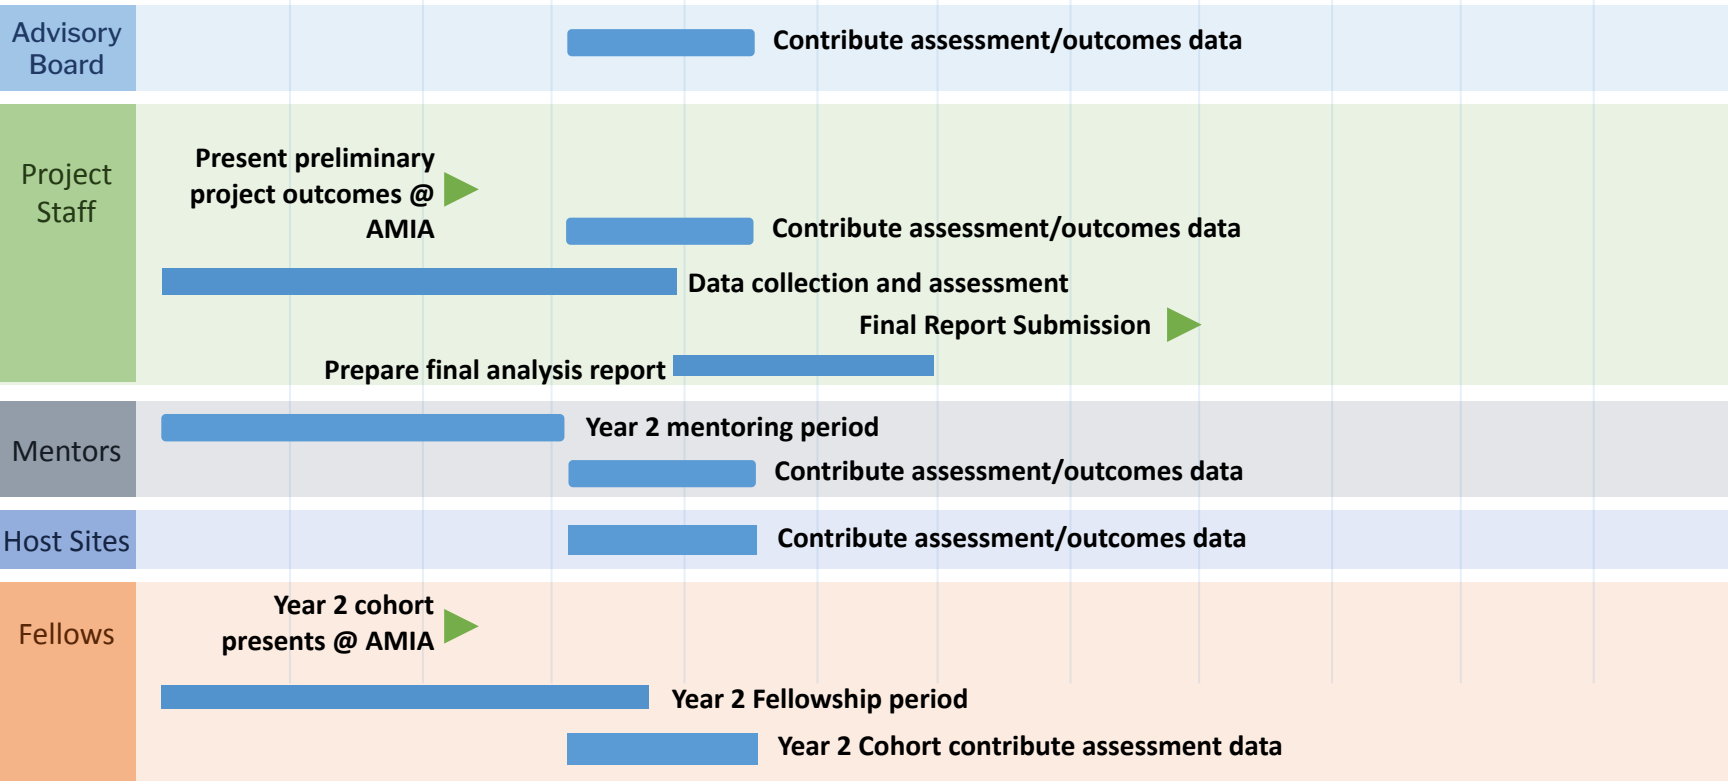 Advisory
Board
Contribute assessment/outcomes data
Project
Staff
Present preliminary
project outcomes @
AMIA
Contribute assessment/outcomes data
Data collection and assessment
Final Report Submission
Prepare final analysis report
Mentors
Year 2 mentoring period
Contribute assessment/outcomes data
Host Sites
Contribute assessment/outcomes data
Fellows
Year 2 cohort
presents @ AMIA
Year 2 Fellowship period
Year 2 Cohort contribute assessment data